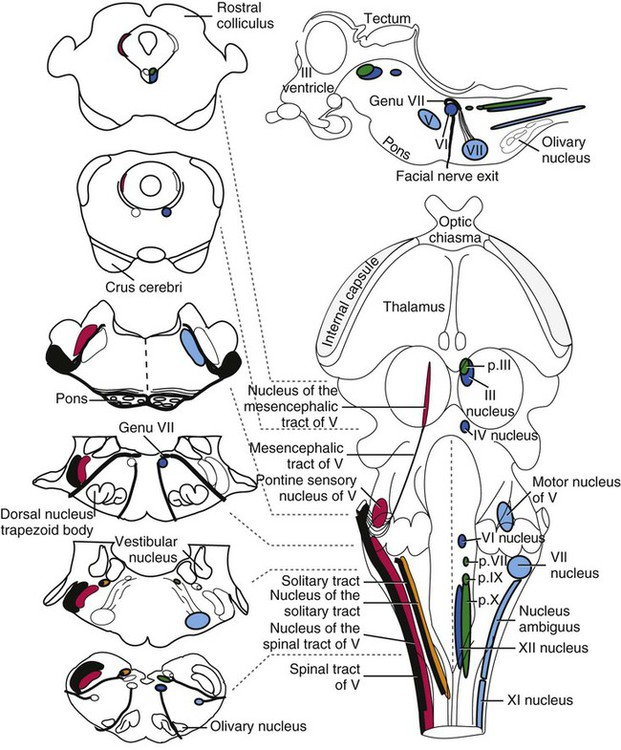 Rostral
colliculus
Crus cerebri
Pons
Genu VII
Dorsal nucleus
trapezoid body
Vestibular
nucleus
Olivary nucleus
Tectum
III
ventricle
Genu VII
V
VI
VII
Pons
Facial nerve exit
Olivary
nucleus
Optic
chiasma
Internal capsule
Thalamus
p.III
III
nucleus
IV nucleus
Nucleus of the
mesencephalic
tract of V
Mesencephalic
tract of V
Pontine sensory
nucleus of V
Motor nucleus
of V
VI nucleus
p.VII
VII
nucleus
p.IX
p.X
Nucleus
ambiguus
XII nucleus
XI nucleus
Solitary tract
Nucleus of the
solitary tract
Nucleus of the
spinal tract of V
Spinal tract
of V